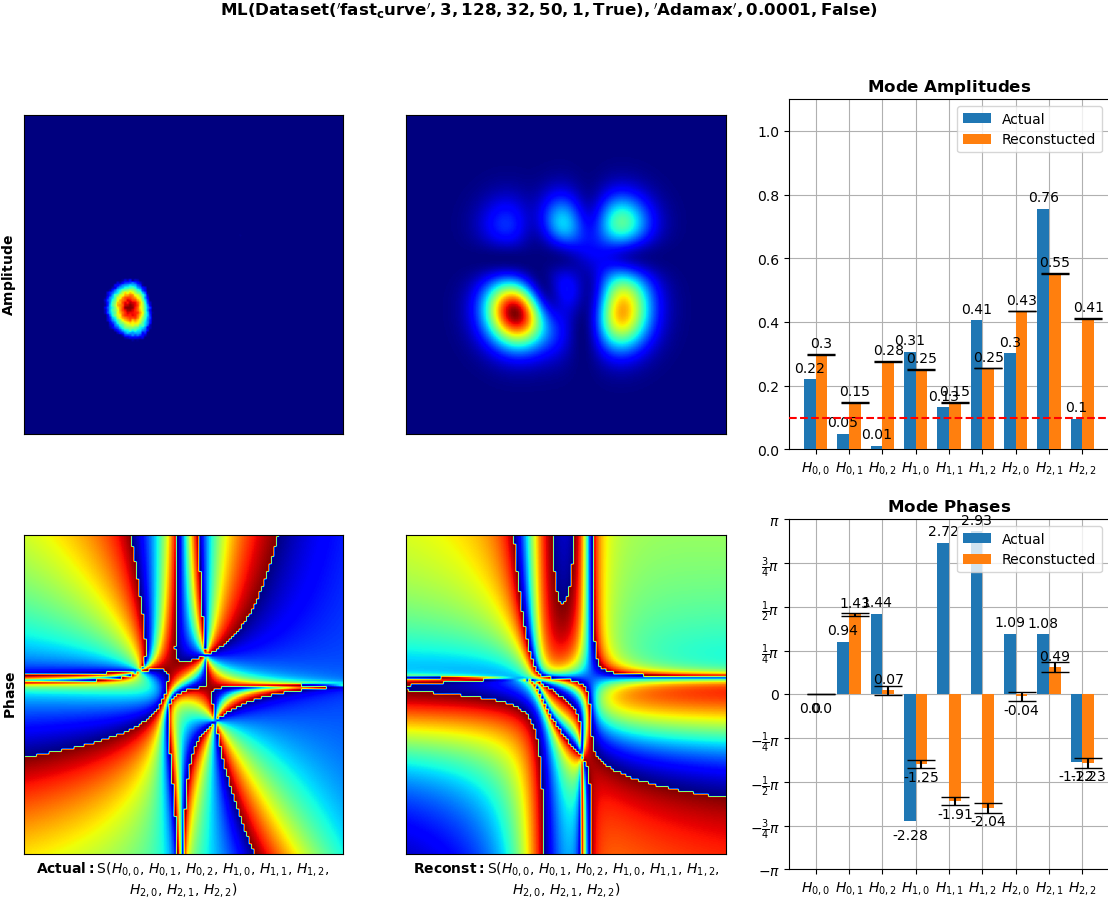 ML(Dataset('fast_curve', 3, 128, 32, 50, 1, True), 'Adamax', 0.0001, False)
Amplitude
Mode Amplitudes
Actual
Reconstucted
1.0
0.8
0.6
0.4
0.2
0.0
0.22
0.3
0.05
0.15
0.01
0.28
0.31
0.25
0.13
0.15
0.41
0.25
0.3
0.43
0.76
0.55
0.1
0.41
H0,0 H0,1 H0,2 H1,0 H1,1 H1,2 H2,0 H2,1 H2,2
Phase
Mode Phases
Actual
Reconstucted
π
3/4π
1/2π
1/4π
0
−1/4π
−1/2π
−3/4π
−π
0.0
0.0
0.94
1.43
1.44
0.07
-2.28
-1.25
2.72
-1.91
2.93
-2.04
1.09
-0.04
1.08
0.49
-1.22
-1.23
H0,0 H0,1 H0,2 H1,0 H1,1 H1,2 H2,0 H2,1 H2,2
Actual: S(H0,0, H0,1, H0,2, H1,0, H1,1, H1,2,
H2,0, H2,1, H2,2)
Reconst: S(H0,0, H0,1, H0,2, H1,0, H1,1, H1,2,
H2,0, H2,1, H2,2)